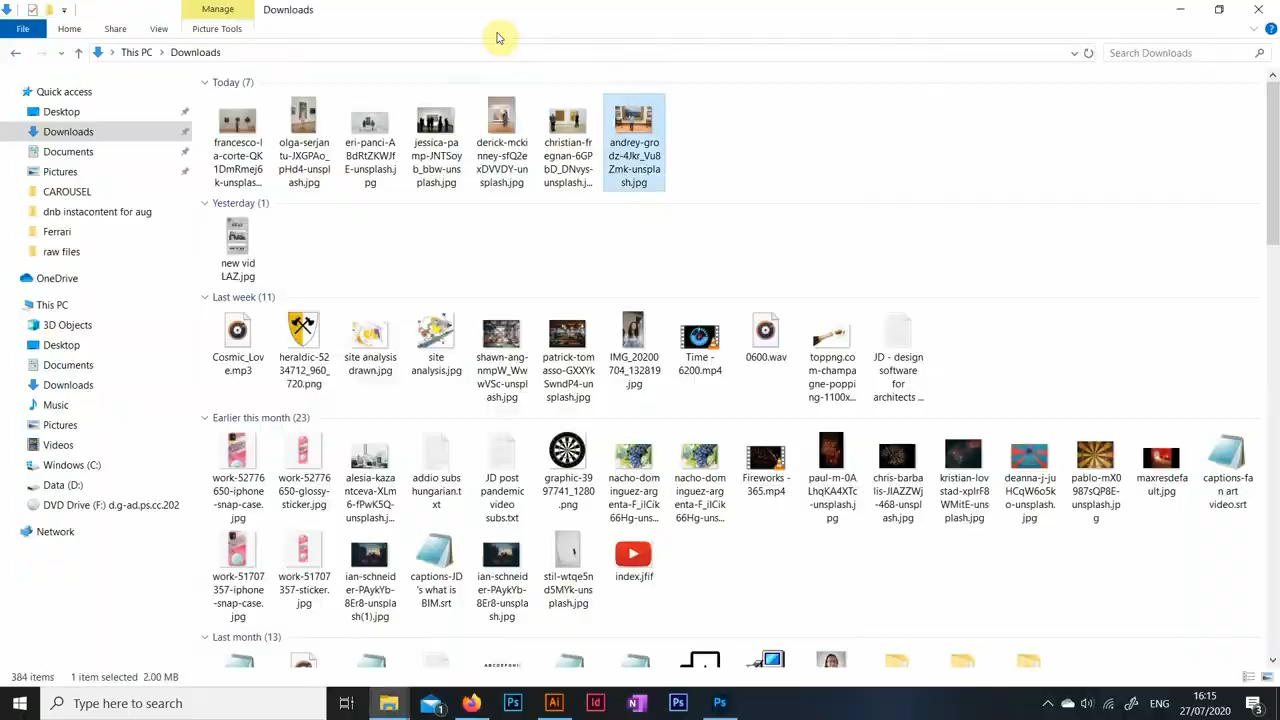 Manage
Downloads
File
Home
Share
View
Picture Tools
This PC
Downloads
Search Downloads
Quick access
Desktop
Downloads
Documents
Pictures
CAROUSEL
dnb instacontent for aug
Ferrari
raw files
OneDrive
This PC
3D Objects
Desktop
Documents
Downloads
Music
Pictures
Videos
Windows (C:)
Data (D:)
DVD Drive (F:) d.g-ad.ps.cc.202
Network
Today (7)
francesco-l
a-corte-QK
1DmRmej6
k-unsplas...
olga-serjan
tu-JXGPAo_
pHd4-unspl
ash.jpg
eri-panci-A
BdRtZKWJf
E-unsplash.j
pg
jessica-pa
mp-JNTSoy
b_bbw-uns
plash.jpg
derick-mcki
nney-sfQ2e
xDVVDY-un
splash.jpg
christian-fr
egnan-6GP
bD_DNvys-
unsplash.j...
andrey-gro
dz-4Jkr_Vu8
Zmk-unspla
sh.jpg
Yesterday (1)
new vid
LAZ.jpg
Last week (11)
Cosmic_Lov
e.mp3
heraldic-52
34712_960_
720.png
site analysis
drawn.jpg
site
analysis.jpg
shawn-ang-
nmpW_Ww
wVSc-unspl
ash.jpg
patrick-tom
asso-GXXYk
SwndP4-un
splash.jpg
IMG_20200
704_132819
.jpg
Time -
6200.mp4
0600.wav
toppng.co
m-champa
gne-poppi
ng-1100x...
JD - design
software
for
architects ...
Earlier this month (23)
work-52776
650-iphone
-snap-case.
jpg
work-52776
650-glossy-
sticker.jpg
alesia-kaza
ntceva-XLm
6-fPwK5Q-
unsplash.j...
addio subs
hungarian.t
xt
JD post
pandemic
video
subs.txt
graphic-39
97741_1280
.png
nacho-dom
inguez-arg
enta-F_iICik
66Hg-uns...
nacho-dom
inguez-arg
enta-F_iICik
66Hg-uns...
Fireworks -
365.mp4
paul-m-0A
LhqKA4XTc
-unsplash.j
pg
chris-barba
lis-JIAZZWj
-468-unspl
ash.jpg
kristian-lov
stad-xplrF8
WMitE-uns
plash.jpg
deanna-j-ju
HCqW6o5k
o-unsplash.
jpg
pablo-mX0
987sQP8E-
unsplash.jp
g
maxresdefa
ult.jpg
captions-fa
n art
video.srt
work-51707
357-iphone
-snap-case.
jpg
work-51707
357-sticker.
jpg
ian-schneid
er-PAykYb-
8Er8-unspla
sh(1).jpg
captions-JD
's what is
BIM.srt
ian-schneid
er-PAykYb-
8Er8-unspla
sh.jpg
stil-wtqe5n
d5MYk-uns
plash.jpg
index.jfif
Last month (13)
384 items
1 item selected 2.00 MB
Type here to search
ENG
16:15
27/07/2020